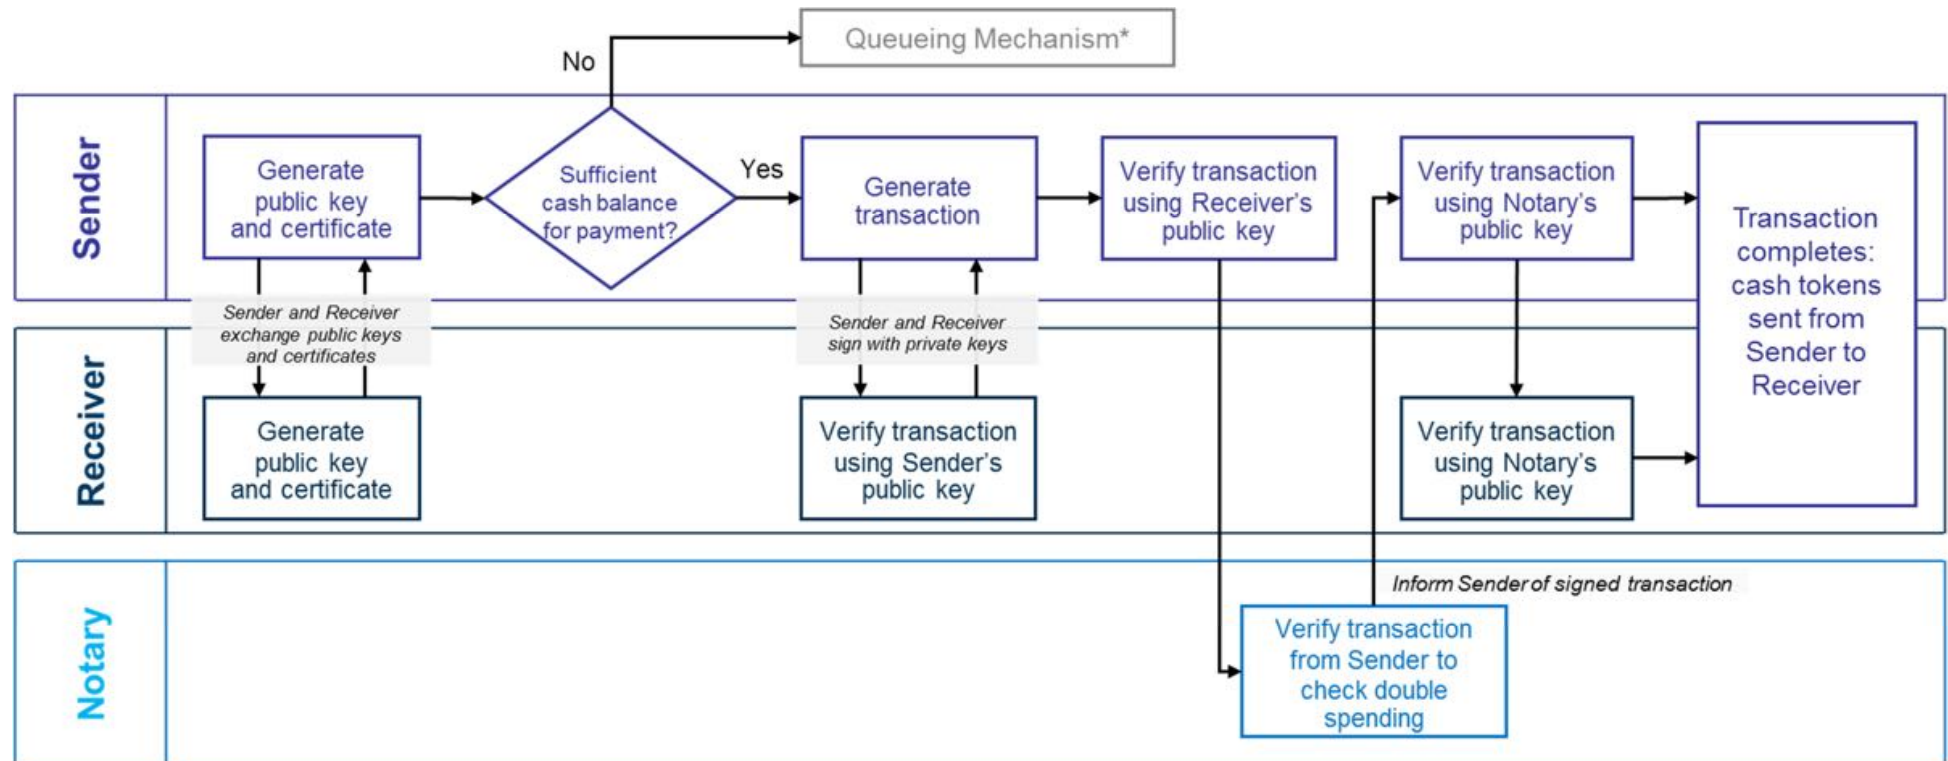 Queueing Mechanism*
No
Sender
Generate
public key
and certificate
Sufficient
cash balance
for payment?
Yes
Generate
transaction
Verify transaction
using Receiver's
public key
Verify transaction
using Notary's
public key
Transaction
completes:
cash tokens
sent from
Sender to
Receiver
Sender and Receiver
exchange public keys
and certificates
Sender and Receiver
sign with private keys
Receiver
Generate
public key
and certificate
Verify transaction
using Sender's
public key
Verify transaction
using Notary's
public key
Notary
Inform Sender of signed transaction
Verify transaction
from Sender to
check double
spending